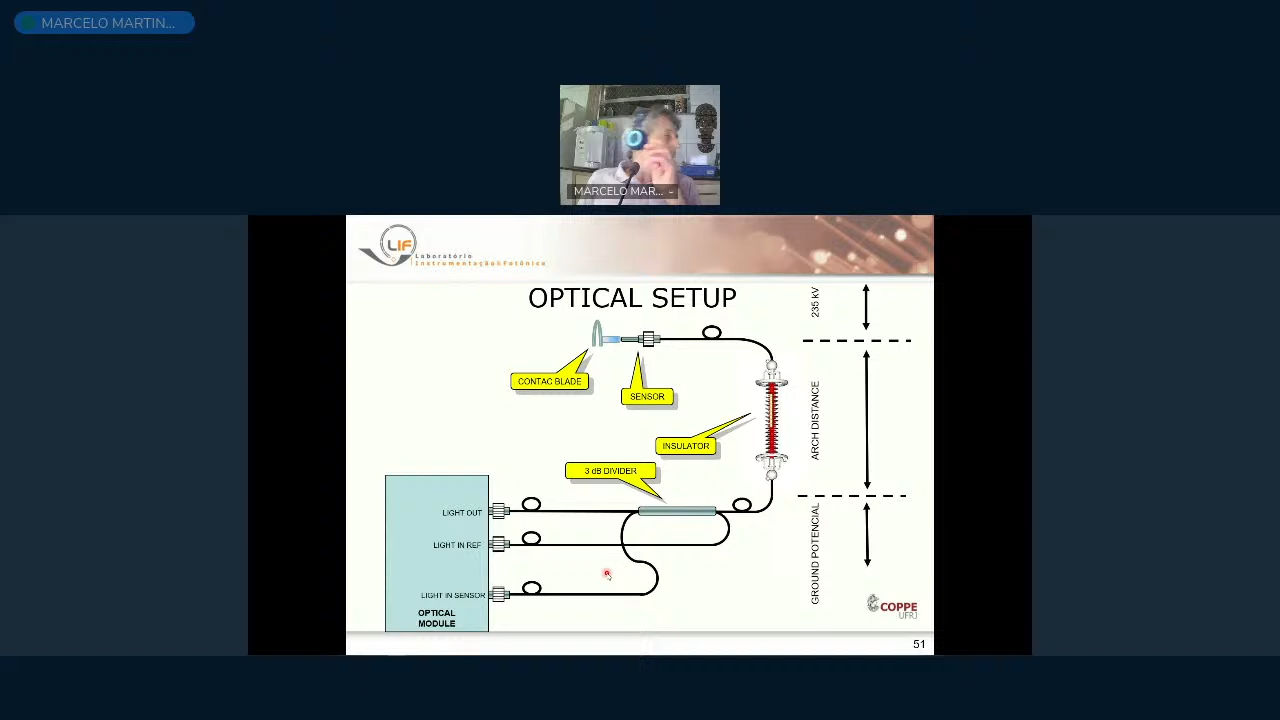 MARCELO MARTIN...
MARCELO MAR...
LIF
Laboratório
Instrumentação & Fotônica
OPTICAL SETUP
235 kV
CONTAC BLADE
SENSOR
ARCH DISTANCE
INSULATOR
3 dB DIVIDER
LIGHT OUT
LIGHT IN REF
GROUND POTENCIAL
LIGHT IN SENSOR
OPTICAL
MODULE
COPPE
UFRJ
51